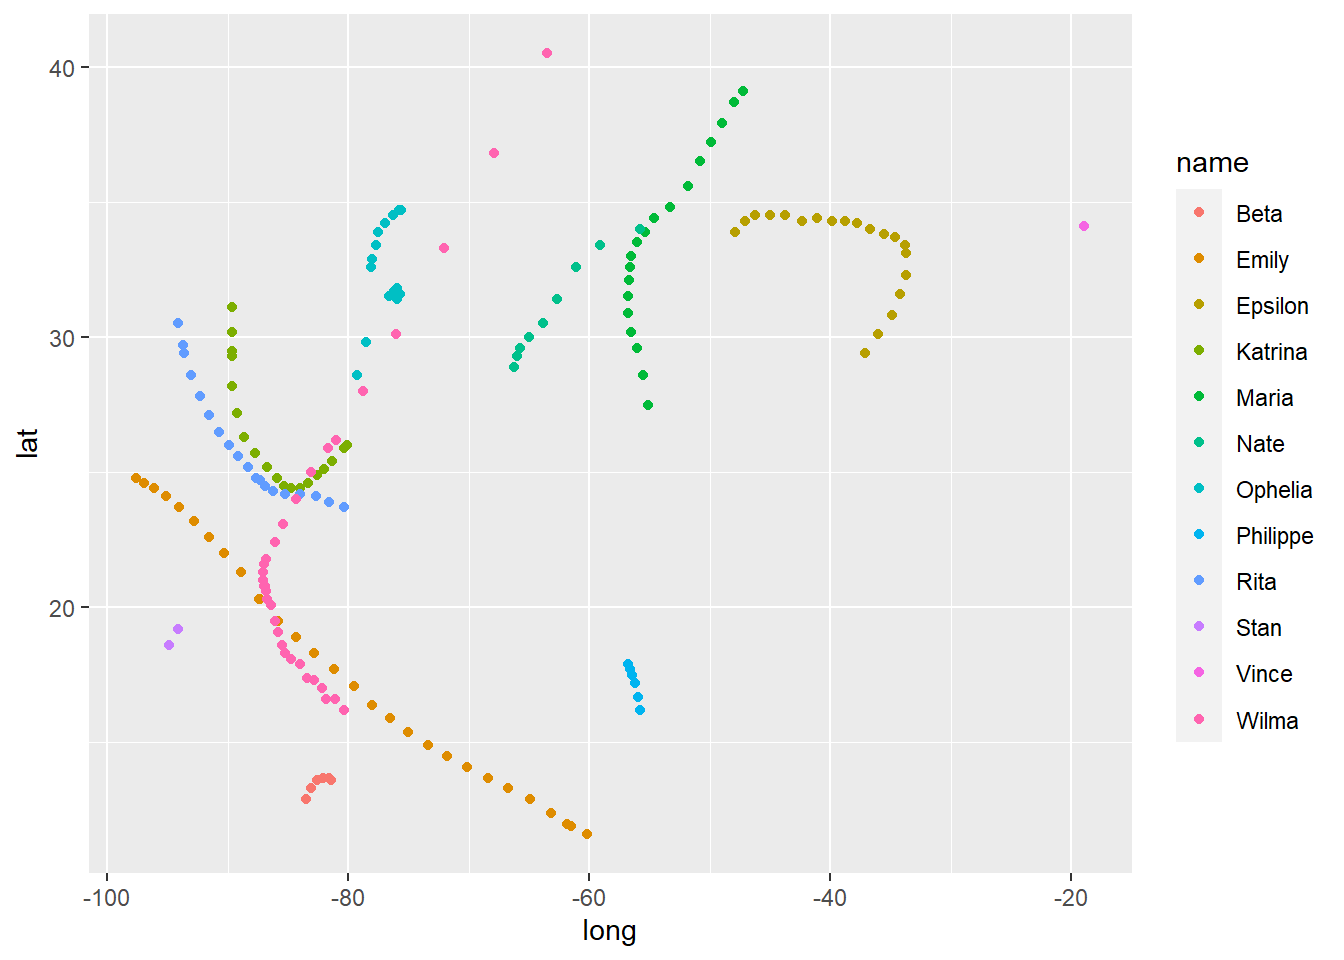 40
30
20
lat
-100
-80
-60
-40
-20
long
name
Beta
Emily
Epsilon
Katrina
Maria
Nate
Ophelia
Philippe
Rita
Stan
Vince
Wilma